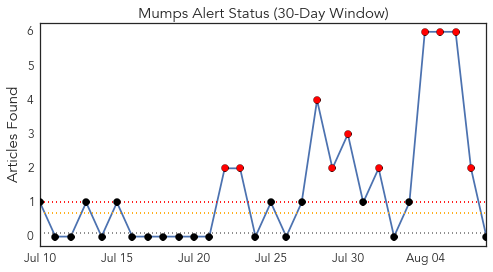 Mumps Alert Status (30-Day Window)
Articles Found
6
5
4
3
2
1
0
Jul 10 Jul 15 Jul 20 Jul 25 Jul 30 Aug 04